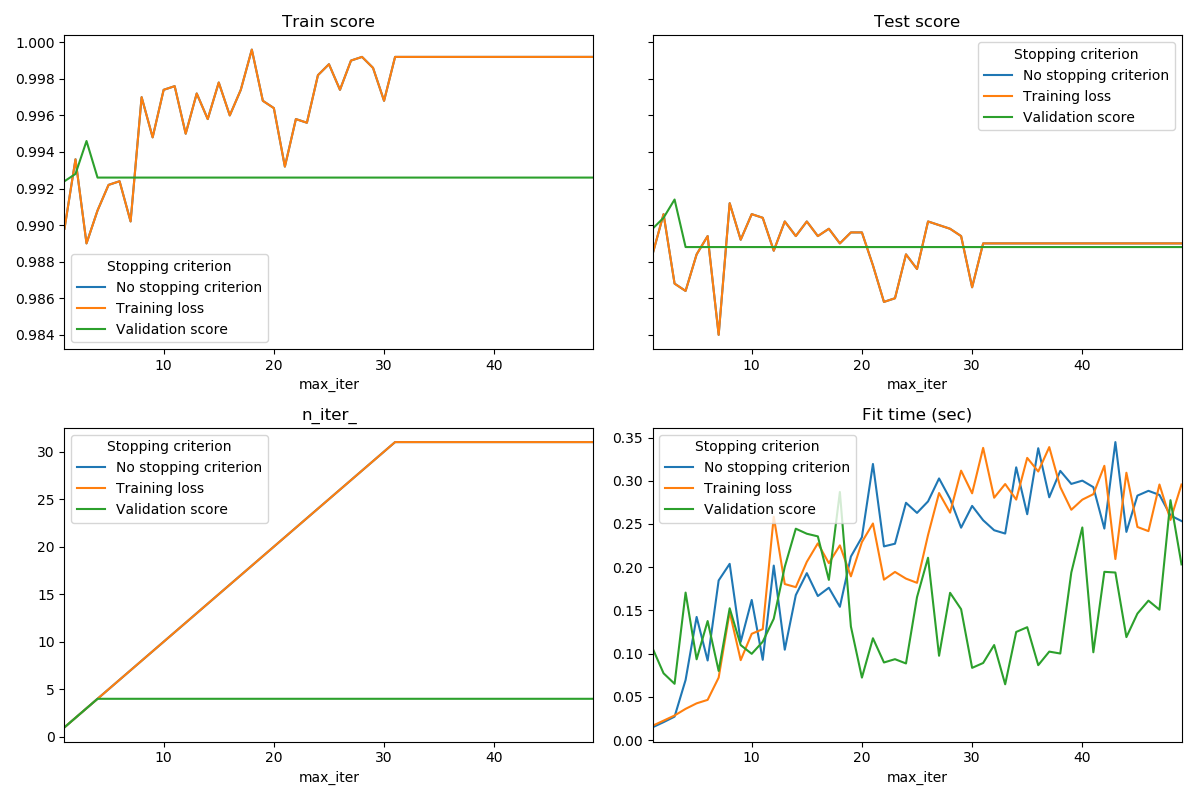 Train score
1.000
0.998
0.996
0.994
0.992
0.990
0.988
0.986
0.984
Stopping criterion
No stopping criterion
Training loss
Validation score
10
20
30
40
max_iter
Test score
Stopping criterion
No stopping criterion
Training loss
Validation score
10
20
30
40
max_iter
n_iter_
30
25
20
15
10
5
0
Stopping criterion
No stopping criterion
Training loss
Validation score
10
20
30
40
max_iter
Fit time (sec)
0.35
0.30
0.25
0.20
0.15
0.10
0.05
0.00
Stopping criterion
No stopping criterion
Training loss
Validation score
10
20
30
40
max_iter